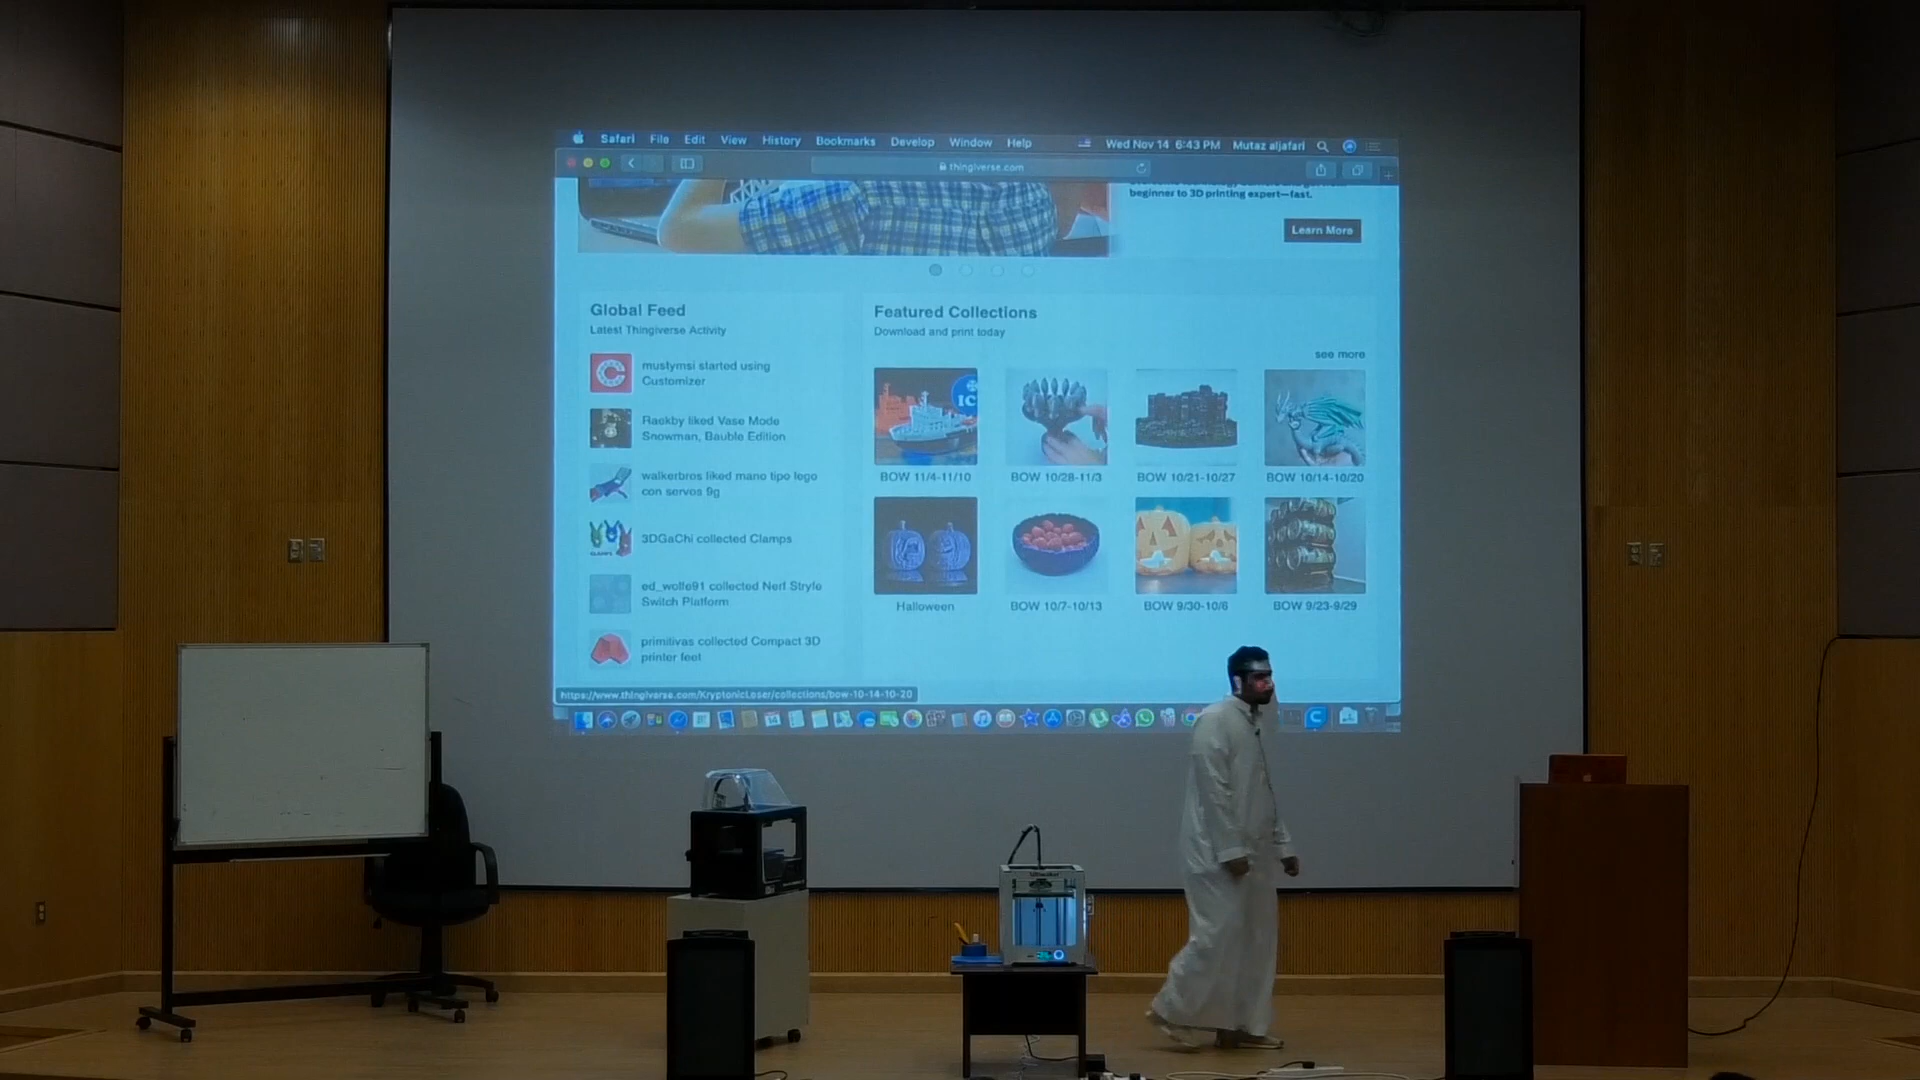 Safari File Edit View History Bookmarks Develop Window Help Wed Nov 14 6:43 PM Mutaz aljafari
thingiverse.com
beginner to 3D printing expert—fast.
Learn More
Global Feed
Latest Thingiverse Activity
mustymsi started using
Customizer
Raekby liked Vase Mode
Snowman, Bauble Edition
walkerbros liked mano tipo lego
con servos 9g
3DGaChi collected Clamps
ed_wolfe91 collected Nerf Stryfe
Switch Platform
primitivas collected Compact 3D
printer feet
Featured Collections
Download and print today
see more
IC
BOW 11/4-11/10
BOW 10/28-11/3
BOW 10/21-10/27
BOW 10/14-10/20
Halloween
BOW 10/7-10/13
BOW 9/30-10/6
BOW 9/23-9/29
https://www.thingiverse.com/KryptonicLoser/collections/bow-10-14-10-20
Ultimaker